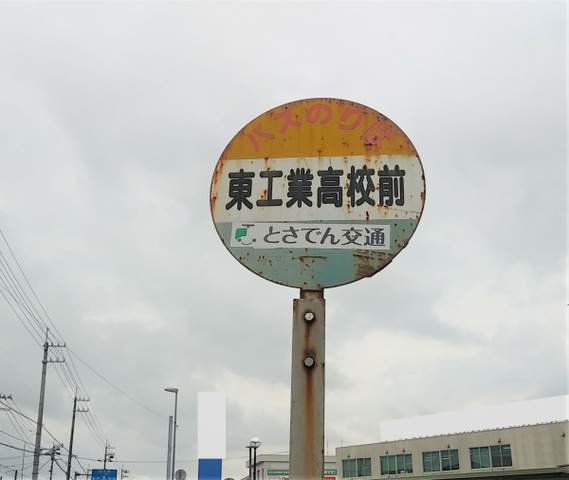 バスのりば
東工業高校前
とさでん交通